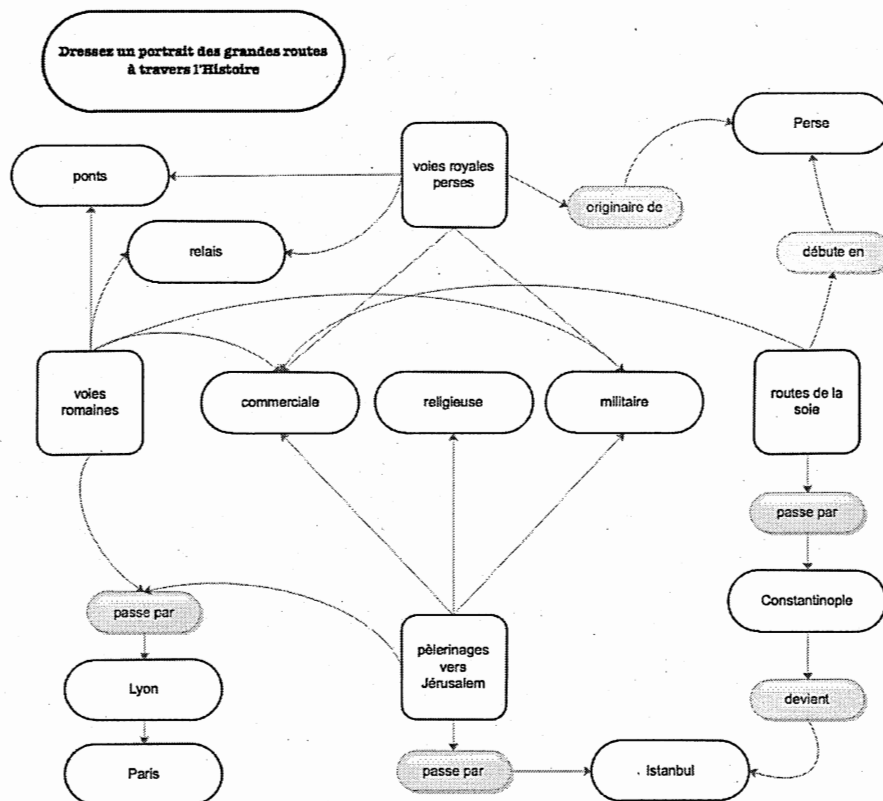 Dressez un portrait des grandes routes
à travers l'Histoire
Perse
voies royales
perses
ponts
originaire de
relais
débute en
voies
romaines
commerciale
religieuse
militaire
routes de la
soie
passe par
Constantinople
passe par
pèlerinages
vers
Jérusalem
Lyon
devient
Paris
passe par
Istanbul